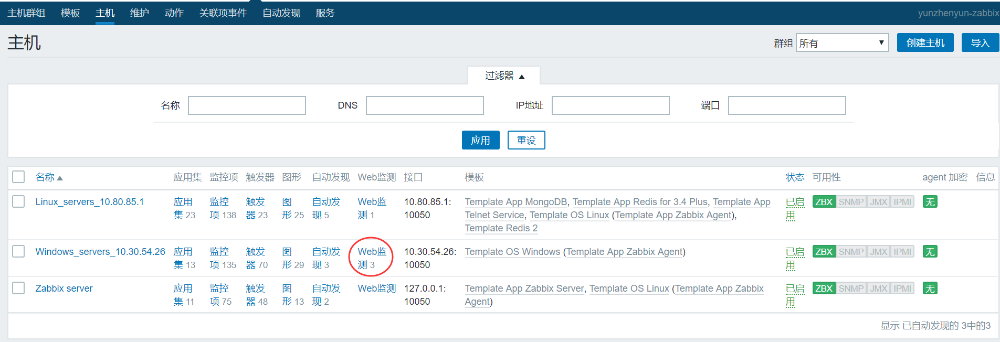 主机群组 模板 主机 维护 动作 关联项事件 自动发现 服务 yunzhenyun-zabbix
主机 群组 所有 ▼ 创建主机 导入
过滤器 ▲
名称 DNS IP地址 端口
应用 重设
名称 ▲ 应用集 监控项 触发器 图形 自动发现 Web监测 接口 模板 状态 可用性 agent 加密 信息
Linux_servers_10.80.85.1 应用 监控 触发 图 自动发 Web监 10.80.85.1: Template App MongoDB, Template App Redis for 3.4 Plus, Template App 已启 ZBX SNMP JMX IPMI 无
集 23 项 138 器 23 形 25 现 5 测 1 10050 Telnet Service, Template OS Linux (Template App Zabbix Agent), 用
Template Redis 2
Windows_servers_10.30.54.26 应用 监控 触发 图 自动发 Web监 10.30.54.26: Template OS Windows (Template App Zabbix Agent) 已启 ZBX SNMP JMX IPMI 无
集 13 项 135 器 70 形 29 现 3 测 3 10050 用
Zabbix server 应用 监控 触发 图 自动发 Web监测 127.0.0.1: Template App Zabbix Server, Template OS Linux (Template App Zabbix 已启 ZBX SNMP JMX IPMI 无
集 11 项 75 器 48 形 13 现 2 10050 Agent) 用
显示 已自动发现的 3中的3